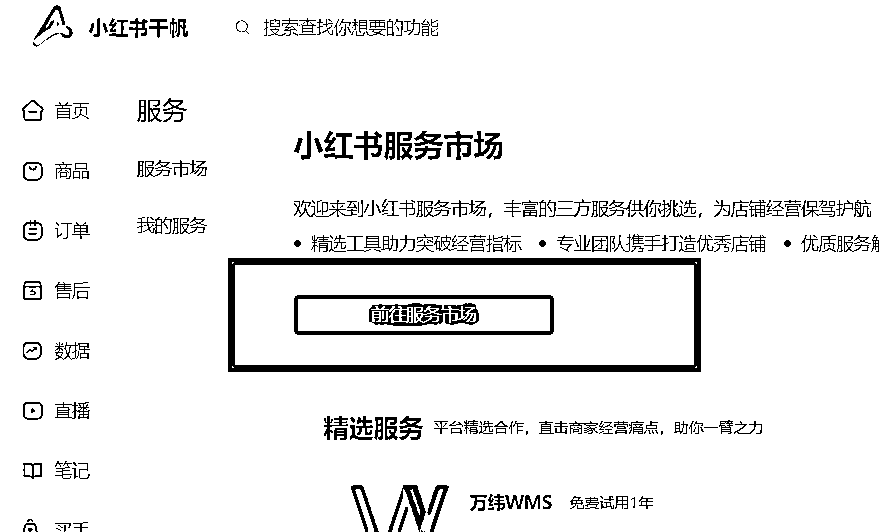 小红书千帆
搜索查找你想要的功能
首页
商品
订单
售后
数据
直播
笔记
买手
服务
服务市场
我的服务
小红书服务市场
欢迎来到小红书服务市场，丰富的三方服务供你挑选，为店铺经营保驾护航
• 精选工具助力突破经营指标 • 专业团队携手打造优秀店铺 • 优质服务解
前往服务市场
精选服务 平台精选合作，直击商家经营痛点，助你一臂之力
万纬WMS 免费试用1年